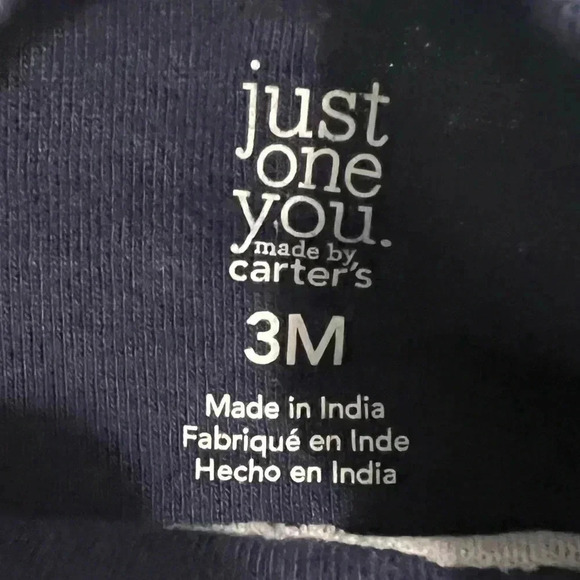 just
one
you.
made by
carter's
3M
Made in India
Fabriqué en Inde
Hecho en India